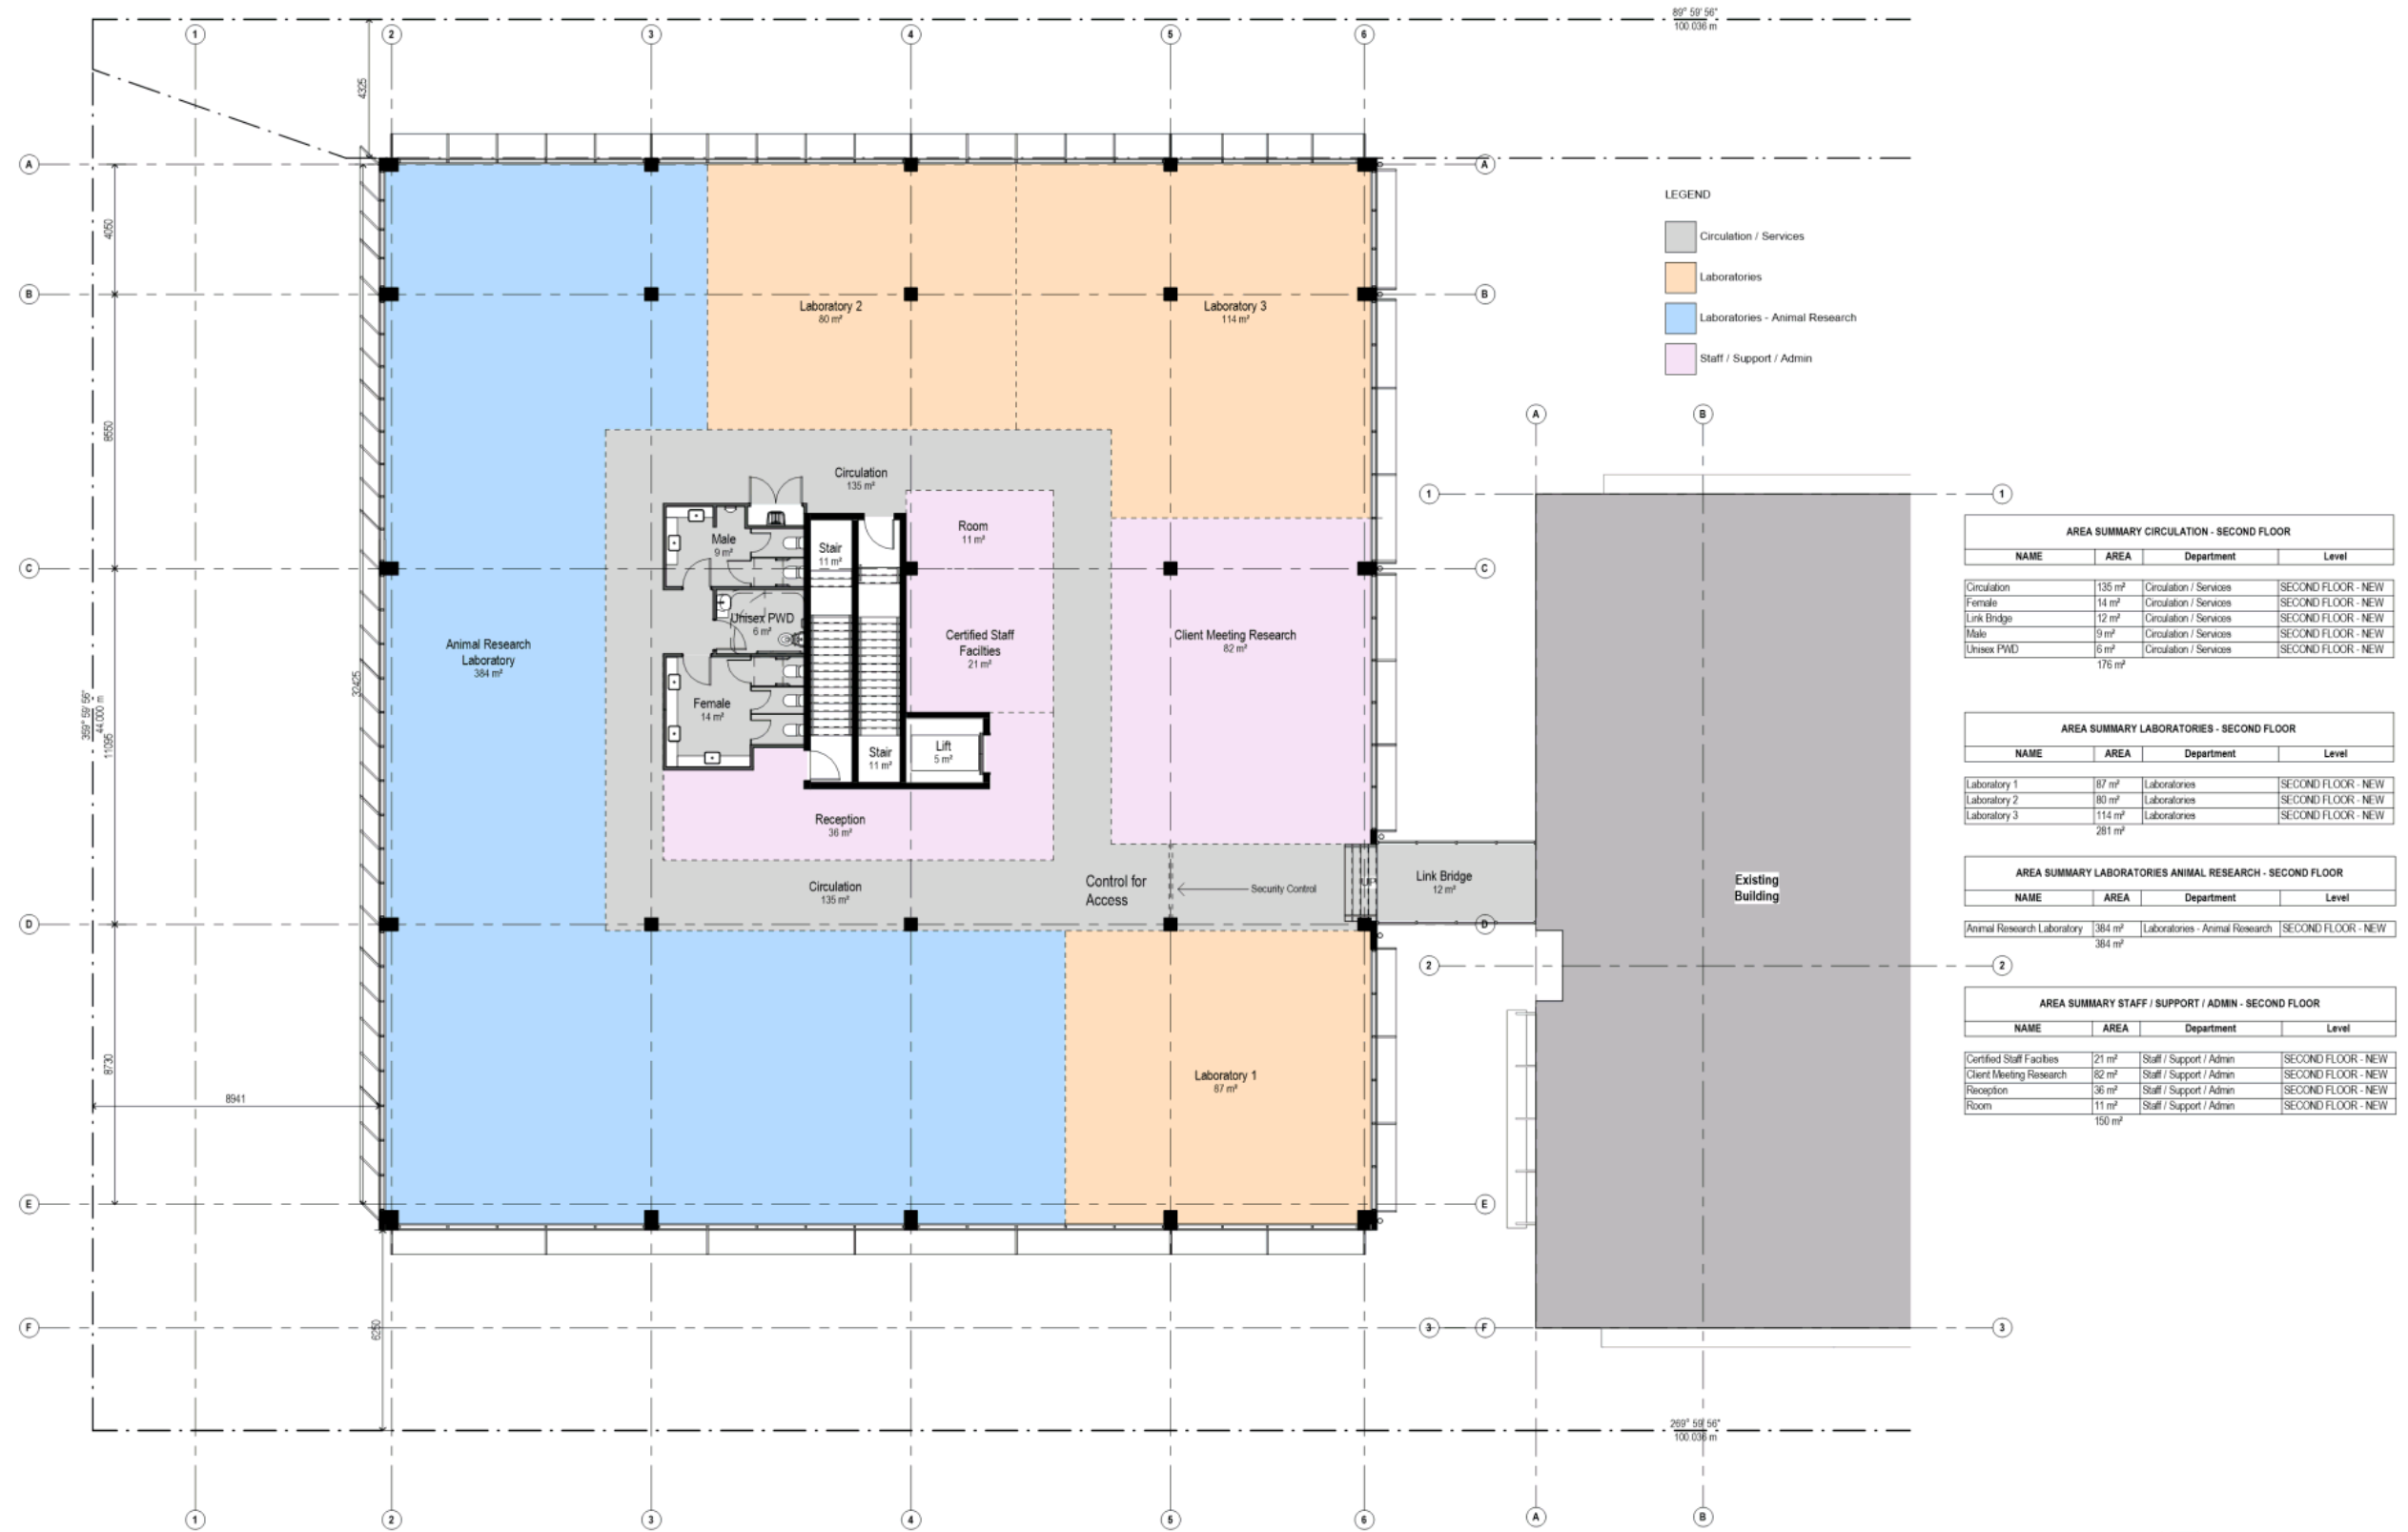 89° 59' 56"
100.036 m
1 2 3 4 5 6
4325
A A
4050
LEGEND
Circulation / Services
Laboratories
Laboratories - Animal Research
Staff / Support / Admin
B B
Laboratory 2
80 m²
Laboratory 3
114 m²
8550
A B
Circulation
135 m²
1 1
Room
11 m²
Male
9 m²
Stair
11 m²
C C
Unisex PWD
6 m²
Animal Research
Laboratory
384 m²
Certified Staff
Facilties
21 m²
Client Meeting Research
82 m²
32425
359° 59' 56"
44.000 m
11095
Female
14 m²
Stair
11 m²
Lift
5 m²
Reception
36 m²
Circulation
135 m²
Control for
Access
Security Control
UP
Link Bridge
12 m²
Existing
Building
D D
2 2
8730
8941
Laboratory 1
87 m²
E E
F 3 F 3
6250
269° 59' 56"
100.036 m
1 2 3 4 5 6 A B
AREA SUMMARY CIRCULATION - SECOND FLOOR
NAME AREA Department Level
Circulation 135 m² Circulation / Services SECOND FLOOR - NEW
Female 14 m² Circulation / Services SECOND FLOOR - NEW
Link Bridge 12 m² Circulation / Services SECOND FLOOR - NEW
Male 9 m² Circulation / Services SECOND FLOOR - NEW
Unisex PWD 6 m² Circulation / Services SECOND FLOOR - NEW
176 m²
AREA SUMMARY LABORATORIES - SECOND FLOOR
NAME AREA Department Level
Laboratory 1 87 m² Laboratories SECOND FLOOR - NEW
Laboratory 2 80 m² Laboratories SECOND FLOOR - NEW
Laboratory 3 114 m² Laboratories SECOND FLOOR - NEW
281 m²
AREA SUMMARY LABORATORIES ANIMAL RESEARCH - SECOND FLOOR
NAME AREA Department Level
Animal Research Laboratory 384 m² Laboratories - Animal Research SECOND FLOOR - NEW
384 m²
AREA SUMMARY STAFF / SUPPORT / ADMIN - SECOND FLOOR
NAME AREA Department Level
Certified Staff Facilties 21 m² Staff / Support / Admin SECOND FLOOR - NEW
Client Meeting Research 82 m² Staff / Support / Admin SECOND FLOOR - NEW
Reception 36 m² Staff / Support / Admin SECOND FLOOR - NEW
Room 11 m² Staff / Support / Admin SECOND FLOOR - NEW
150 m²